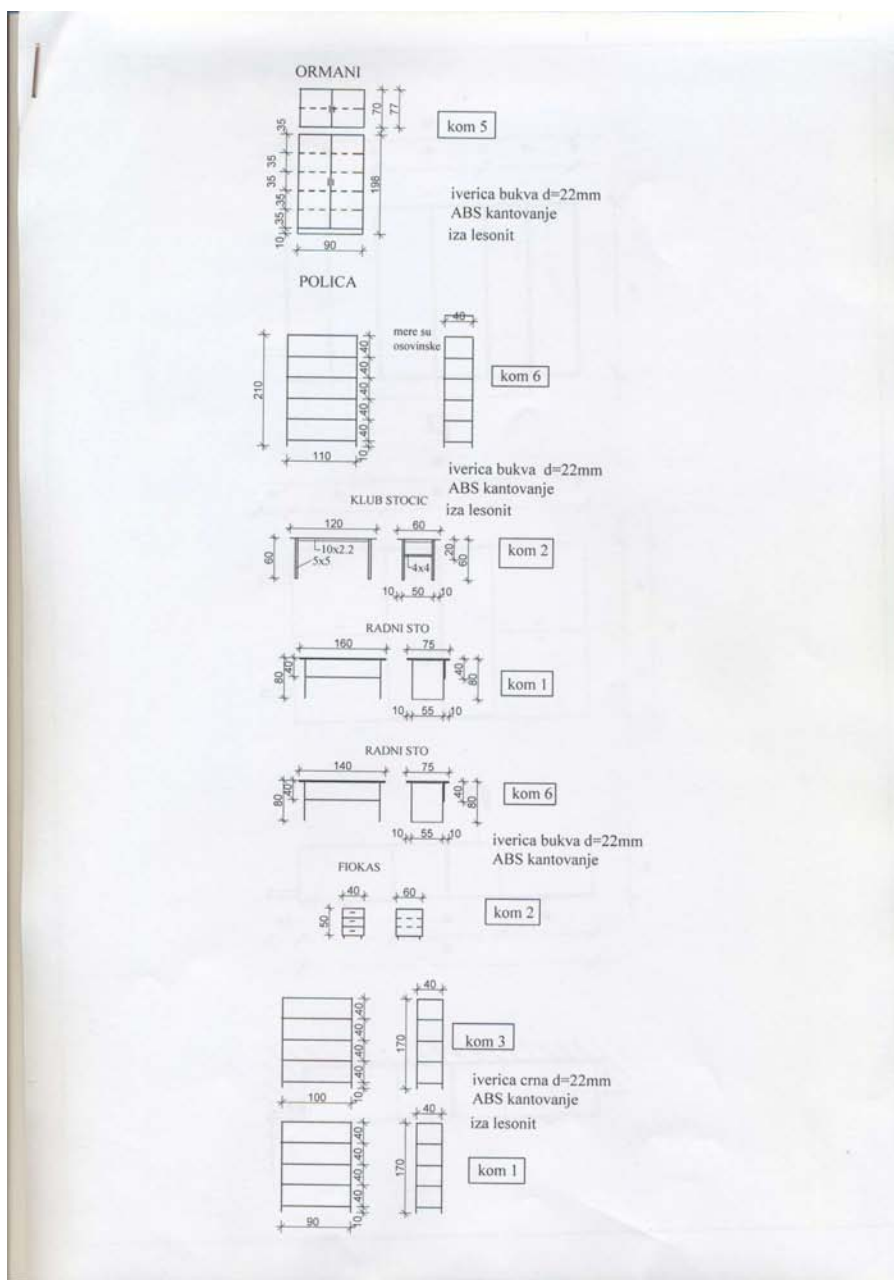 ORMANI
70
77
kom 5
35
35
35
35
35
10
198
90
iverica bukva d=22mm
ABS kantovanje
iza lesonit
POLICA
mere su
osovinske
40
210
40
40
40
40
40
10
110
kom 6
iverica bukva d=22mm
ABS kantovanje
iza lesonit
KLUB STOCIC
120
60
60
10x2.2
5x5
4x4
20
60
10 50 10
kom 2
RADNI STO
160
75
80
40
40
80
10 55 10
kom 1
RADNI STO
140
75
80
40
40
80
10 55 10
kom 6
iverica bukva d=22mm
ABS kantovanje
FIOKAS
40
60
50
kom 2
40
40
40
40
40
10
100
170
kom 3
iverica crna d=22mm
ABS kantovanje
iza lesonit
40
40
40
40
40
10
90
170
kom 1